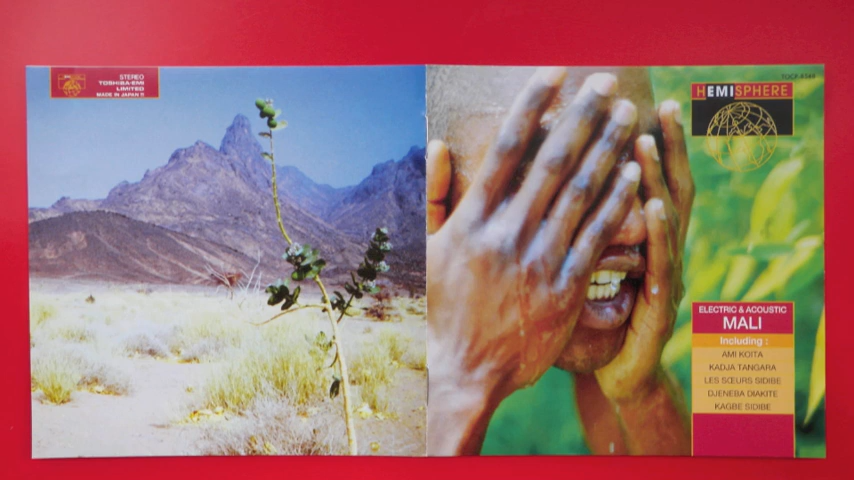 STEREO
TOSHIBA-EMI
LIMITED
MADE IN JAPAN
HEMISPHERE
ELECTRIC & ACOUSTIC
MALI
Including :
AMI KOITA
KADJA TANGARA
LES SŒURS SIDIBE
DJENEBA DIAKITE
KAGBE SIDIBE